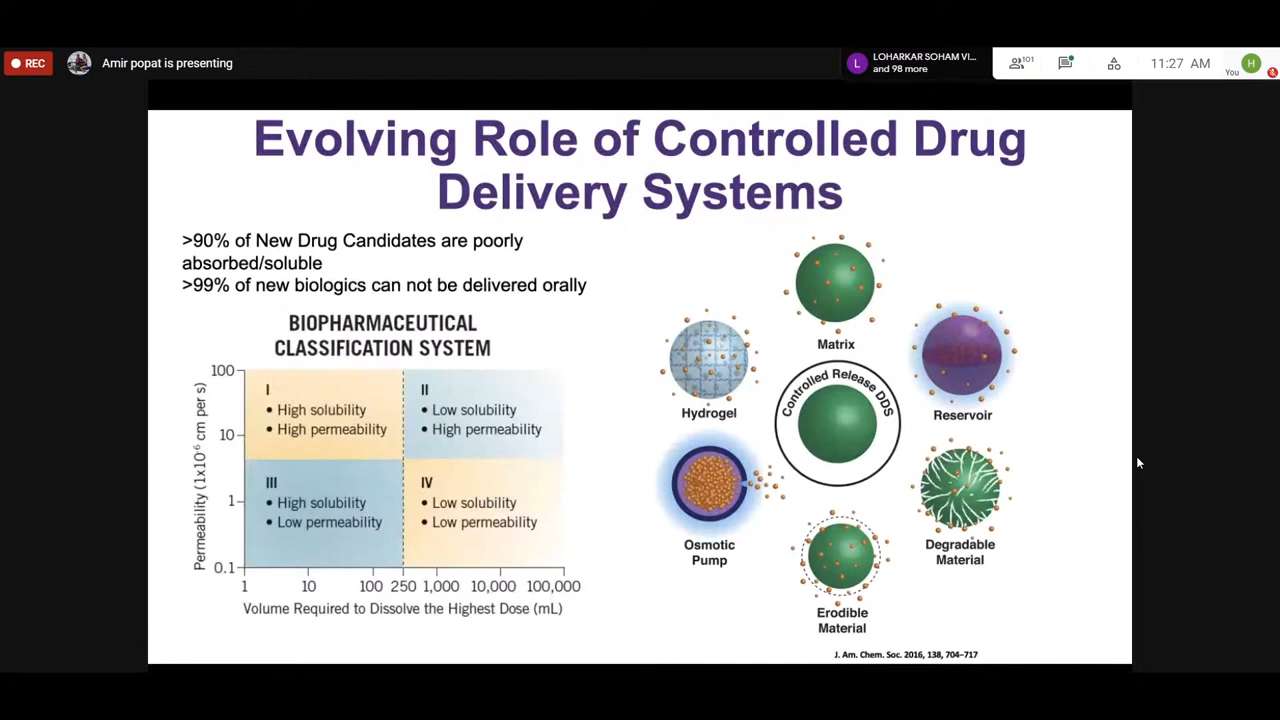 REC
Amir popat is presenting
L
LOHARKAR SOHAM VI...
and 98 more
101
11:27 AM
You
H
Evolving Role of Controlled Drug
Delivery Systems
>90% of New Drug Candidates are poorly
absorbed/soluble
>99% of new biologics can not be delivered orally
BIOPHARMACEUTICAL
CLASSIFICATION SYSTEM
Permeability (1x10⁻⁶ cm per s)
100
10
1
0.1
I
• High solubility
• High permeability
II
• Low solubility
• High permeability
III
• High solubility
• Low permeability
IV
• Low solubility
• Low permeability
1 10 100 250 1,000 10,000 100,000
Volume Required to Dissolve the Highest Dose (mL)
Matrix
Hydrogel
Controlled Release DDS
Reservoir
Osmotic
Pump
Degradable
Material
Erodible
Material
J. Am. Chem. Soc. 2016, 138, 704−717